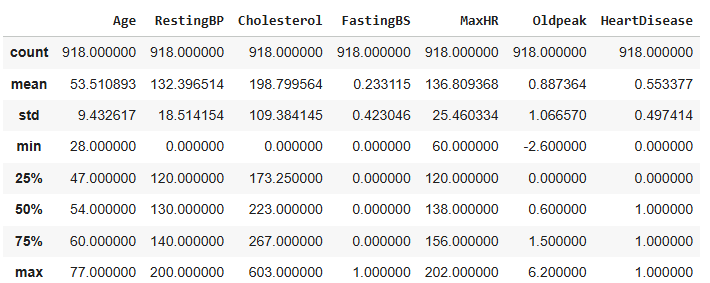 Age RestingBP Cholesterol FastingBS MaxHR Oldpeak HeartDisease
count 918.000000 918.000000 918.000000 918.000000 918.000000 918.000000 918.000000
mean 53.510893 132.396514 198.799564 0.233115 136.809368 0.887364 0.553377
std 9.432617 18.514154 109.384145 0.423046 25.460334 1.066570 0.497414
min 28.000000 0.000000 0.000000 0.000000 60.000000 -2.600000 0.000000
25% 47.000000 120.000000 173.250000 0.000000 120.000000 0.000000 0.000000
50% 54.000000 130.000000 223.000000 0.000000 138.000000 0.600000 1.000000
75% 60.000000 140.000000 267.000000 0.000000 156.000000 1.500000 1.000000
max 77.000000 200.000000 603.000000 1.000000 202.000000 6.200000 1.000000